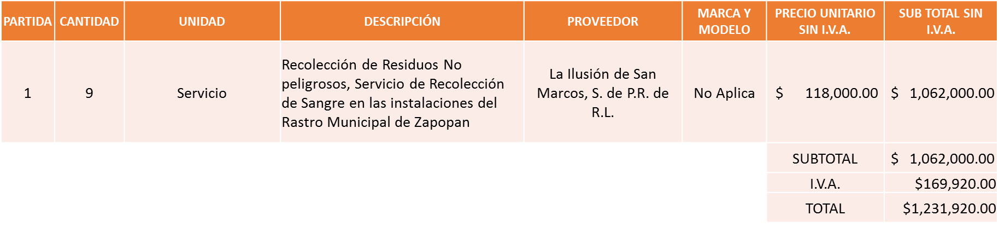 PARTIDA CANTIDAD UNIDAD DESCRIPCIÓN PROVEEDOR MARCA Y MODELO PRECIO UNITARIO SIN I.V.A. SUB TOTAL SIN I.V.A.
1 9 Servicio
Recolección de Residuos No
peligrosos, Servicio de Recolección
de Sangre en las instalaciones del
Rastro Municipal de Zapopan
La Ilusión de San
Marcos, S. de P.R. de
R.L.
No Aplica $ 118,000.00 $ 1,062,000.00
SUBTOTAL $ 1,062,000.00
I.V.A. $169,920.00
TOTAL $1,231,920.00